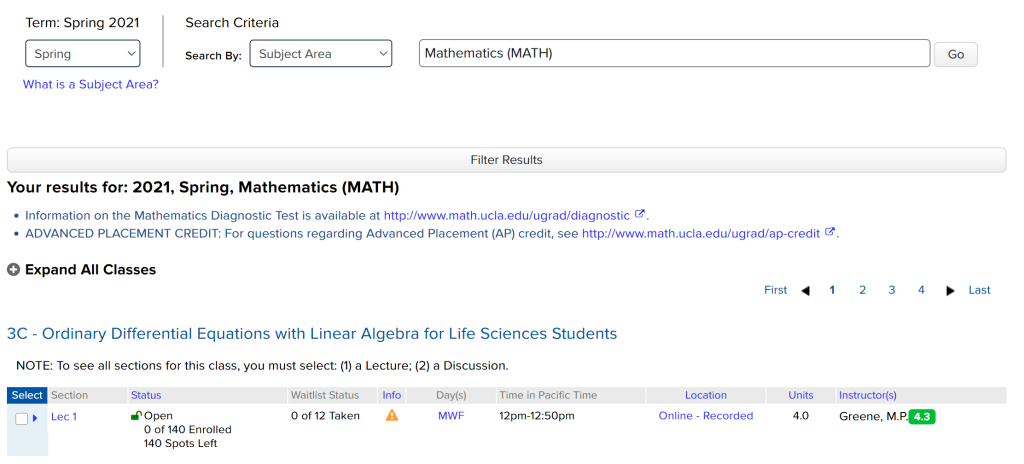 Term: Spring 2021 Search Criteria
Spring Search By: Subject Area Mathematics (MATH) Go
What is a Subject Area?
Filter Results
Your results for: 2021, Spring, Mathematics (MATH)
• Information on the Mathematics Diagnostic Test is available at http://www.math.ucla.edu/ugrad/diagnostic .
• ADVANCED PLACEMENT CREDIT: For questions regarding Advanced Placement (AP) credit, see http://www.math.ucla.edu/ugrad/ap-credit .
Expand All Classes
First 1 2 3 4 Last
3C - Ordinary Differential Equations with Linear Algebra for Life Sciences Students
NOTE: To see all sections for this class, you must select: (1) a Lecture; (2) a Discussion.
Select Section Status Waitlist Status Info Day(s) Time in Pacific Time Location Units Instructor(s)
Lec 1 Open 0 of 12 Taken MWF 12pm-12:50pm Online - Recorded 4.0 Greene, M.P. 4.3
0 of 140 Enrolled
140 Spots Left